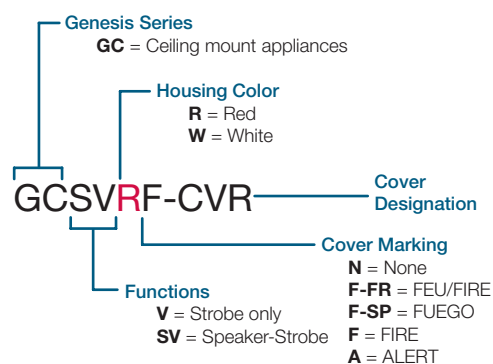 Genesis Series
GC = Ceiling mount appliances
Housing Color
R = Red
W = White
GCSVRF-CVR
Cover
Designation
Functions
V = Strobe only
SV = Speaker-Strobe
Cover Marking
N = None
F-FR = FEU/FIRE
F-SP = FUEGO
F = FIRE
A = ALERT